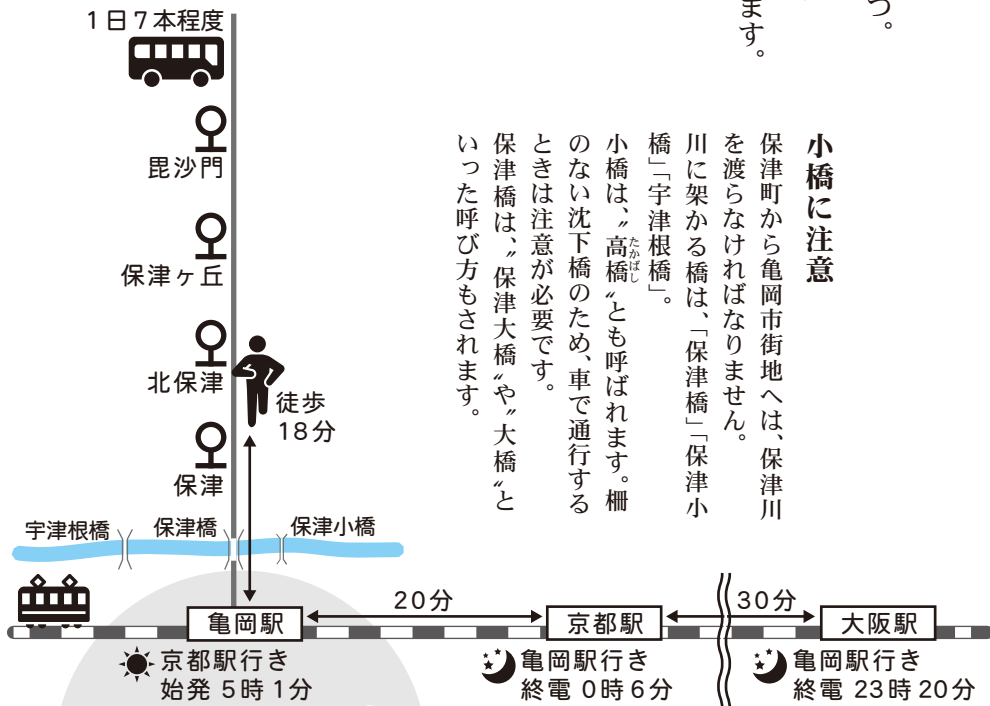 つ。
ます。
小橋に注意
保津町から亀岡市街地へは、保津川
を渡らなければなりません。
川に架かる橋は、「保津橋」「保津小
橋」「宇津根橋」。
小橋は、〝高橋〟とも呼ばれます。柵
たかばし
のない沈下橋のため、車で通行する
ときは注意が必要です。
保津橋は、〝保津大橋〟や〝大橋〟と
いった呼び方もされます。
1日7本程度
毘沙門
保津ヶ丘
北保津
徒歩
18分
保津
宇津根橋
保津橋
保津小橋
亀岡駅
20分
京都駅
30分
大阪駅
京都駅行き
始発 5時1分
亀岡駅行き
終電 0時6分
亀岡駅行き
終電 23時20分